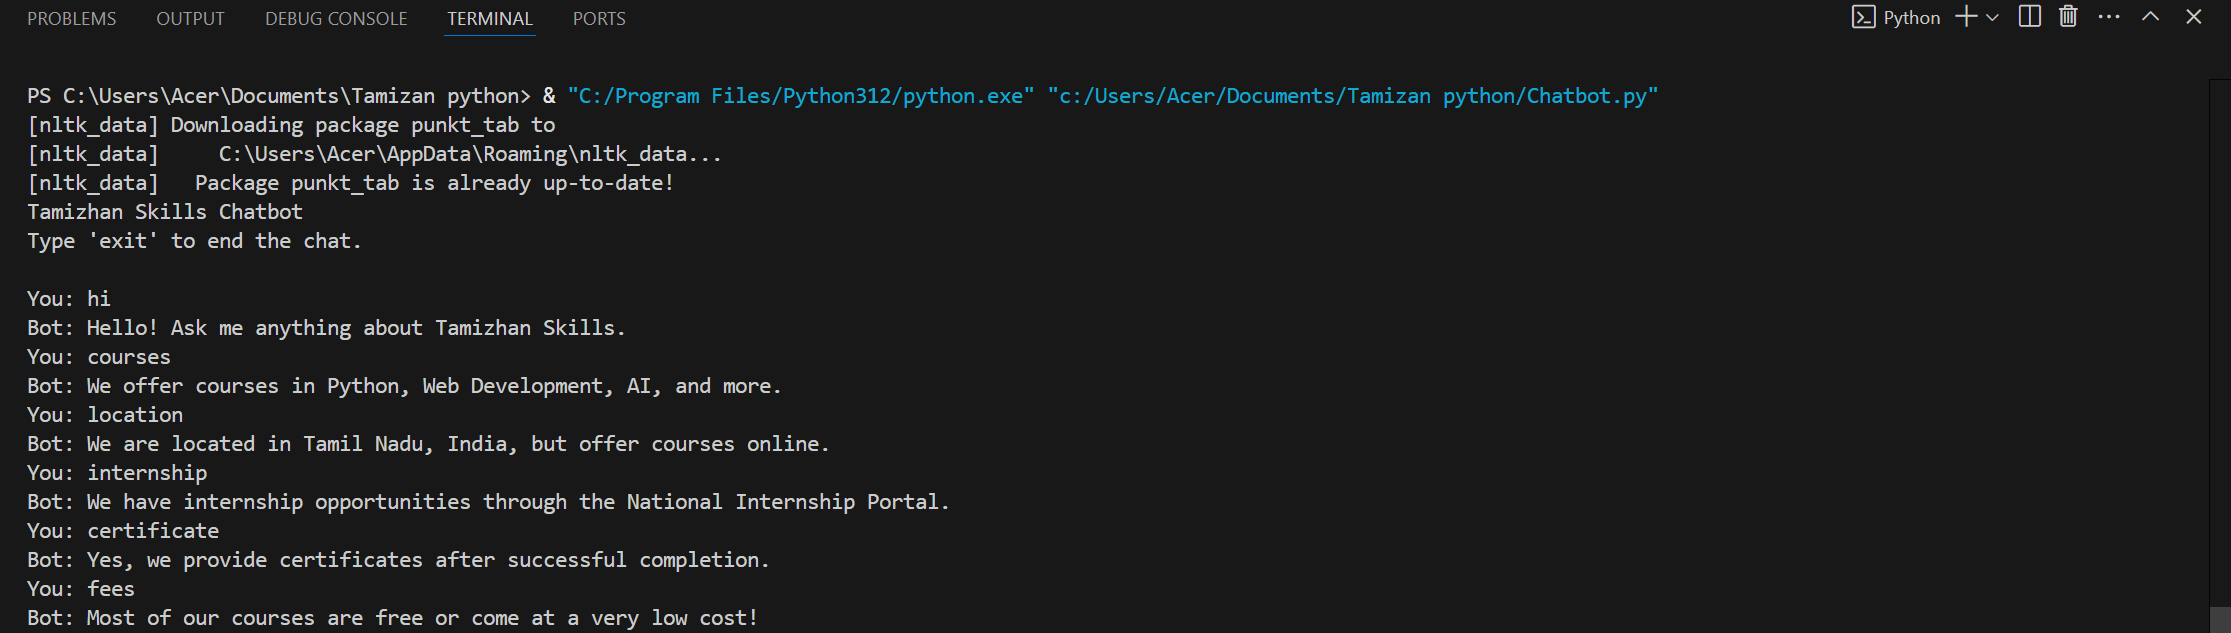 PROBLEMS OUTPUT DEBUG CONSOLE TERMINAL PORTS Python
PS C:\Users\Acer\Documents\Tamizan python> & "C:/Program Files/Python312/python.exe" "c:/Users/Acer/Documents/Tamizan python/Chatbot.py"
[nltk_data] Downloading package punkt_tab to
[nltk_data]     C:\Users\Acer\AppData\Roaming\nltk_data...
[nltk_data]   Package punkt_tab is already up-to-date!
Tamizhan Skills Chatbot
Type 'exit' to end the chat.
You: hi
Bot: Hello! Ask me anything about Tamizhan Skills.
You: courses
Bot: We offer courses in Python, Web Development, AI, and more.
You: location
Bot: We are located in Tamil Nadu, India, but offer courses online.
You: internship
Bot: We have internship opportunities through the National Internship Portal.
You: certificate
Bot: Yes, we provide certificates after successful completion.
You: fees
Bot: Most of our courses are free or come at a very low cost!